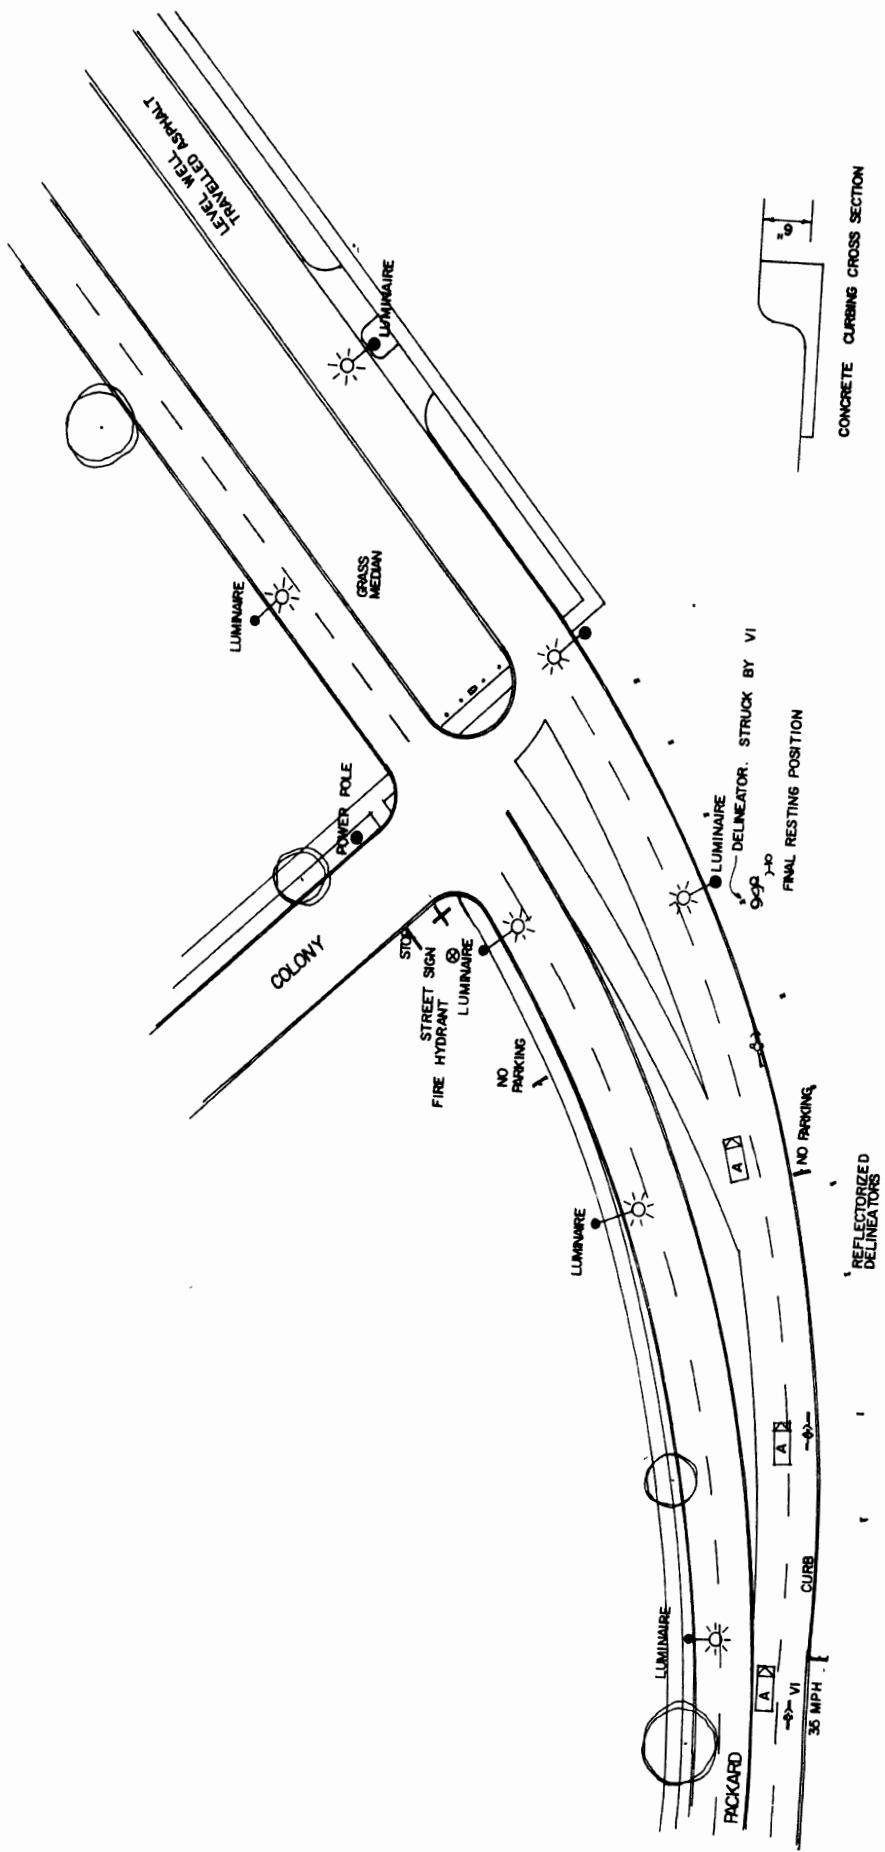 LEVEL WELL
TRAVELLED ASPHALT
LUMINAIRE
6"
CONCRETE CURBING CROSS SECTION
GRASS
MEDIAN
LUMINAIRE
POWER POLE
COLONY
STOP
STREET SIGN
FIRE HYDRANT
LUMINAIRE
NO
PARKING
LUMINAIRE
DELINEATOR. STRUCK BY VI
FINAL RESTING POSITION
A
NO PARKING
REFLECTORIZED
DELINEATORS
LUMINAIRE
A
CURB
LUMINAIRE
A
VI
35 MPH
PACKARD